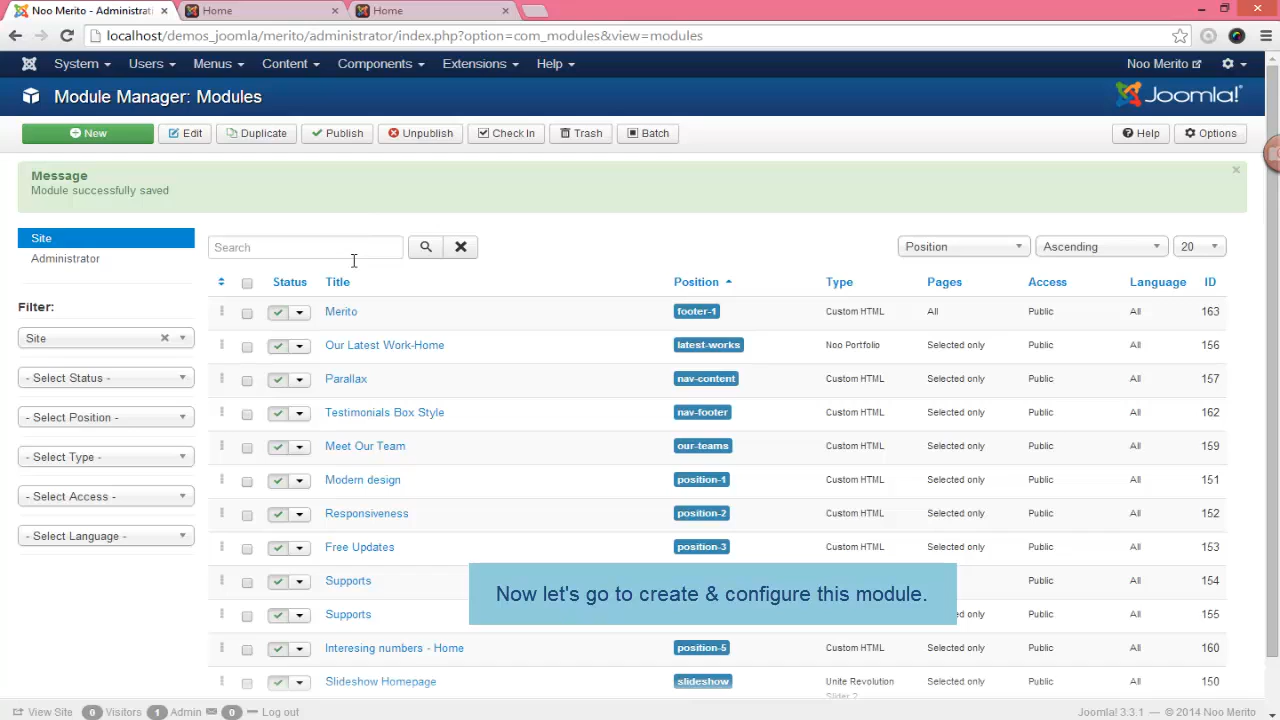 Noo Merito - Administrati
Home
Home
localhost/demos_joomla/merito/administrator/index.php?option=com_modules&view=modules
System Users Menus Content Components Extensions Help Noo Merito
Module Manager: Modules
Joomla!
New Edit Duplicate Publish Unpublish Check In Trash Batch Help Options
Message
Module successfully saved
Site
Administrator
Filter:
Site
- Select Status -
- Select Position -
- Select Type -
- Select Access -
- Select Language -
Search Position Ascending 20
Status Title Position Type Pages Access Language ID
Merito footer-1 Custom HTML All Public All 163
Our Latest Work-Home latest-works Noo Portfolio Selected only Public All 156
Parallax nav-content Custom HTML Selected only Public All 157
Testimonials Box Style nav-footer Custom HTML Selected only Public All 162
Meet Our Team our-teams Custom HTML Selected only Public All 159
Modern design position-1 Custom HTML Selected only Public All 151
Responsiveness position-2 Custom HTML Selected only Public All 152
Free Updates position-3 Custom HTML Selected only Public All 153
Supports Public All 154
Supports Public All 155
Now let's go to create & configure this module.
Interesing numbers - Home position-5 Custom HTML Selected only Public All 160
Slideshow Homepage slideshow Unite Revolution Selected only Public All 150
Slider 2
View Site 0 Visitors 1 Admin 0 Log out Joomla! 3.3.1 — © 2014 Noo Merito